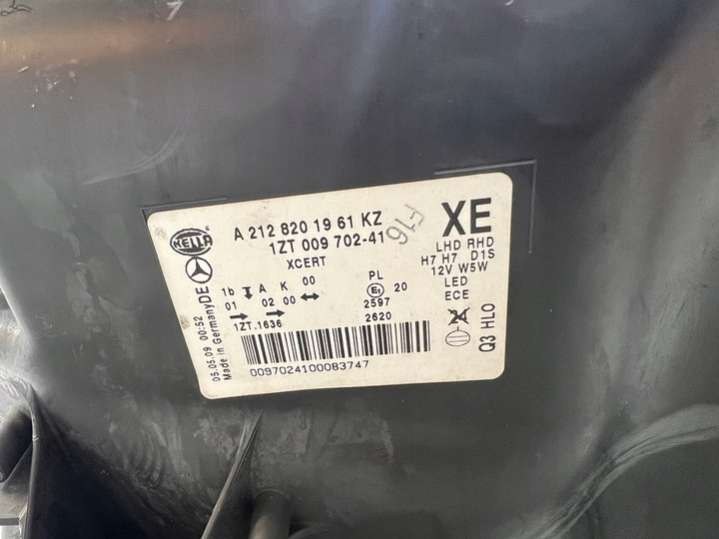 HELLA
A 212 820 19 61 KZ
1ZT 009 702-41
F16
XCERT
XE
LHD RHD
H7 H7 D1S
12V W5W
LED
ECE
24
Q3 HLO
1b A K 00
01 02 00
1ZT.1636
PL
E1 20
2597
2620
0097024100083747
05.05.09 00:52
Made in Germany DE